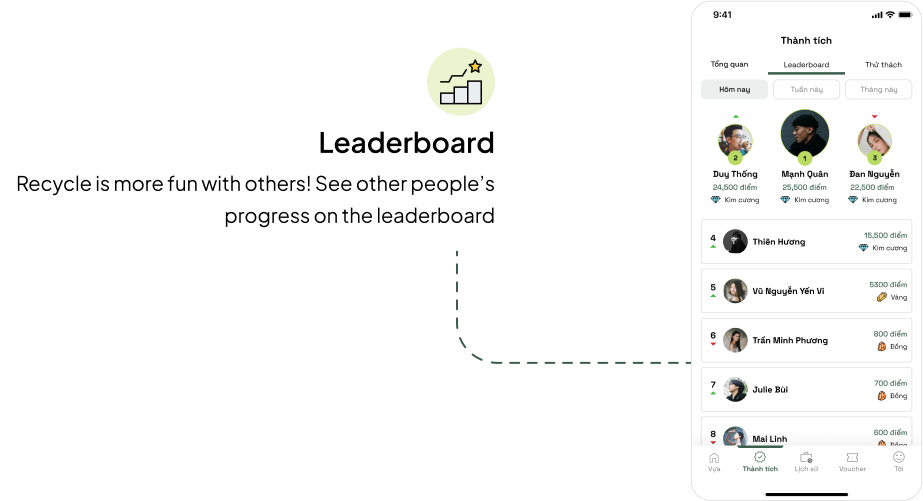 Leaderboard
Recycle is more fun with others! See other people's
progress on the leaderboard
9:41
Thành tích
Tổng quan Leaderboard Thử thách
Hôm nay Tuần này Tháng này
2 1 3
Duy Thống Mạnh Quân Đan Nguyễn
24,500 điểm 25,500 điểm 22,500 điểm
Kim cương Kim cương Kim cương
4 Thiên Hương 15,500 điểm
Kim cương
5 Vũ Nguyễn Yến Vi 5300 điểm
Vàng
6 Trần Minh Phương 800 điểm
Đồng
7 Julie Bùi 700 điểm
Đồng
8 Mai Linh 600 điểm
Đồng
Vựa Thành tích Lịch sử Voucher Tôi